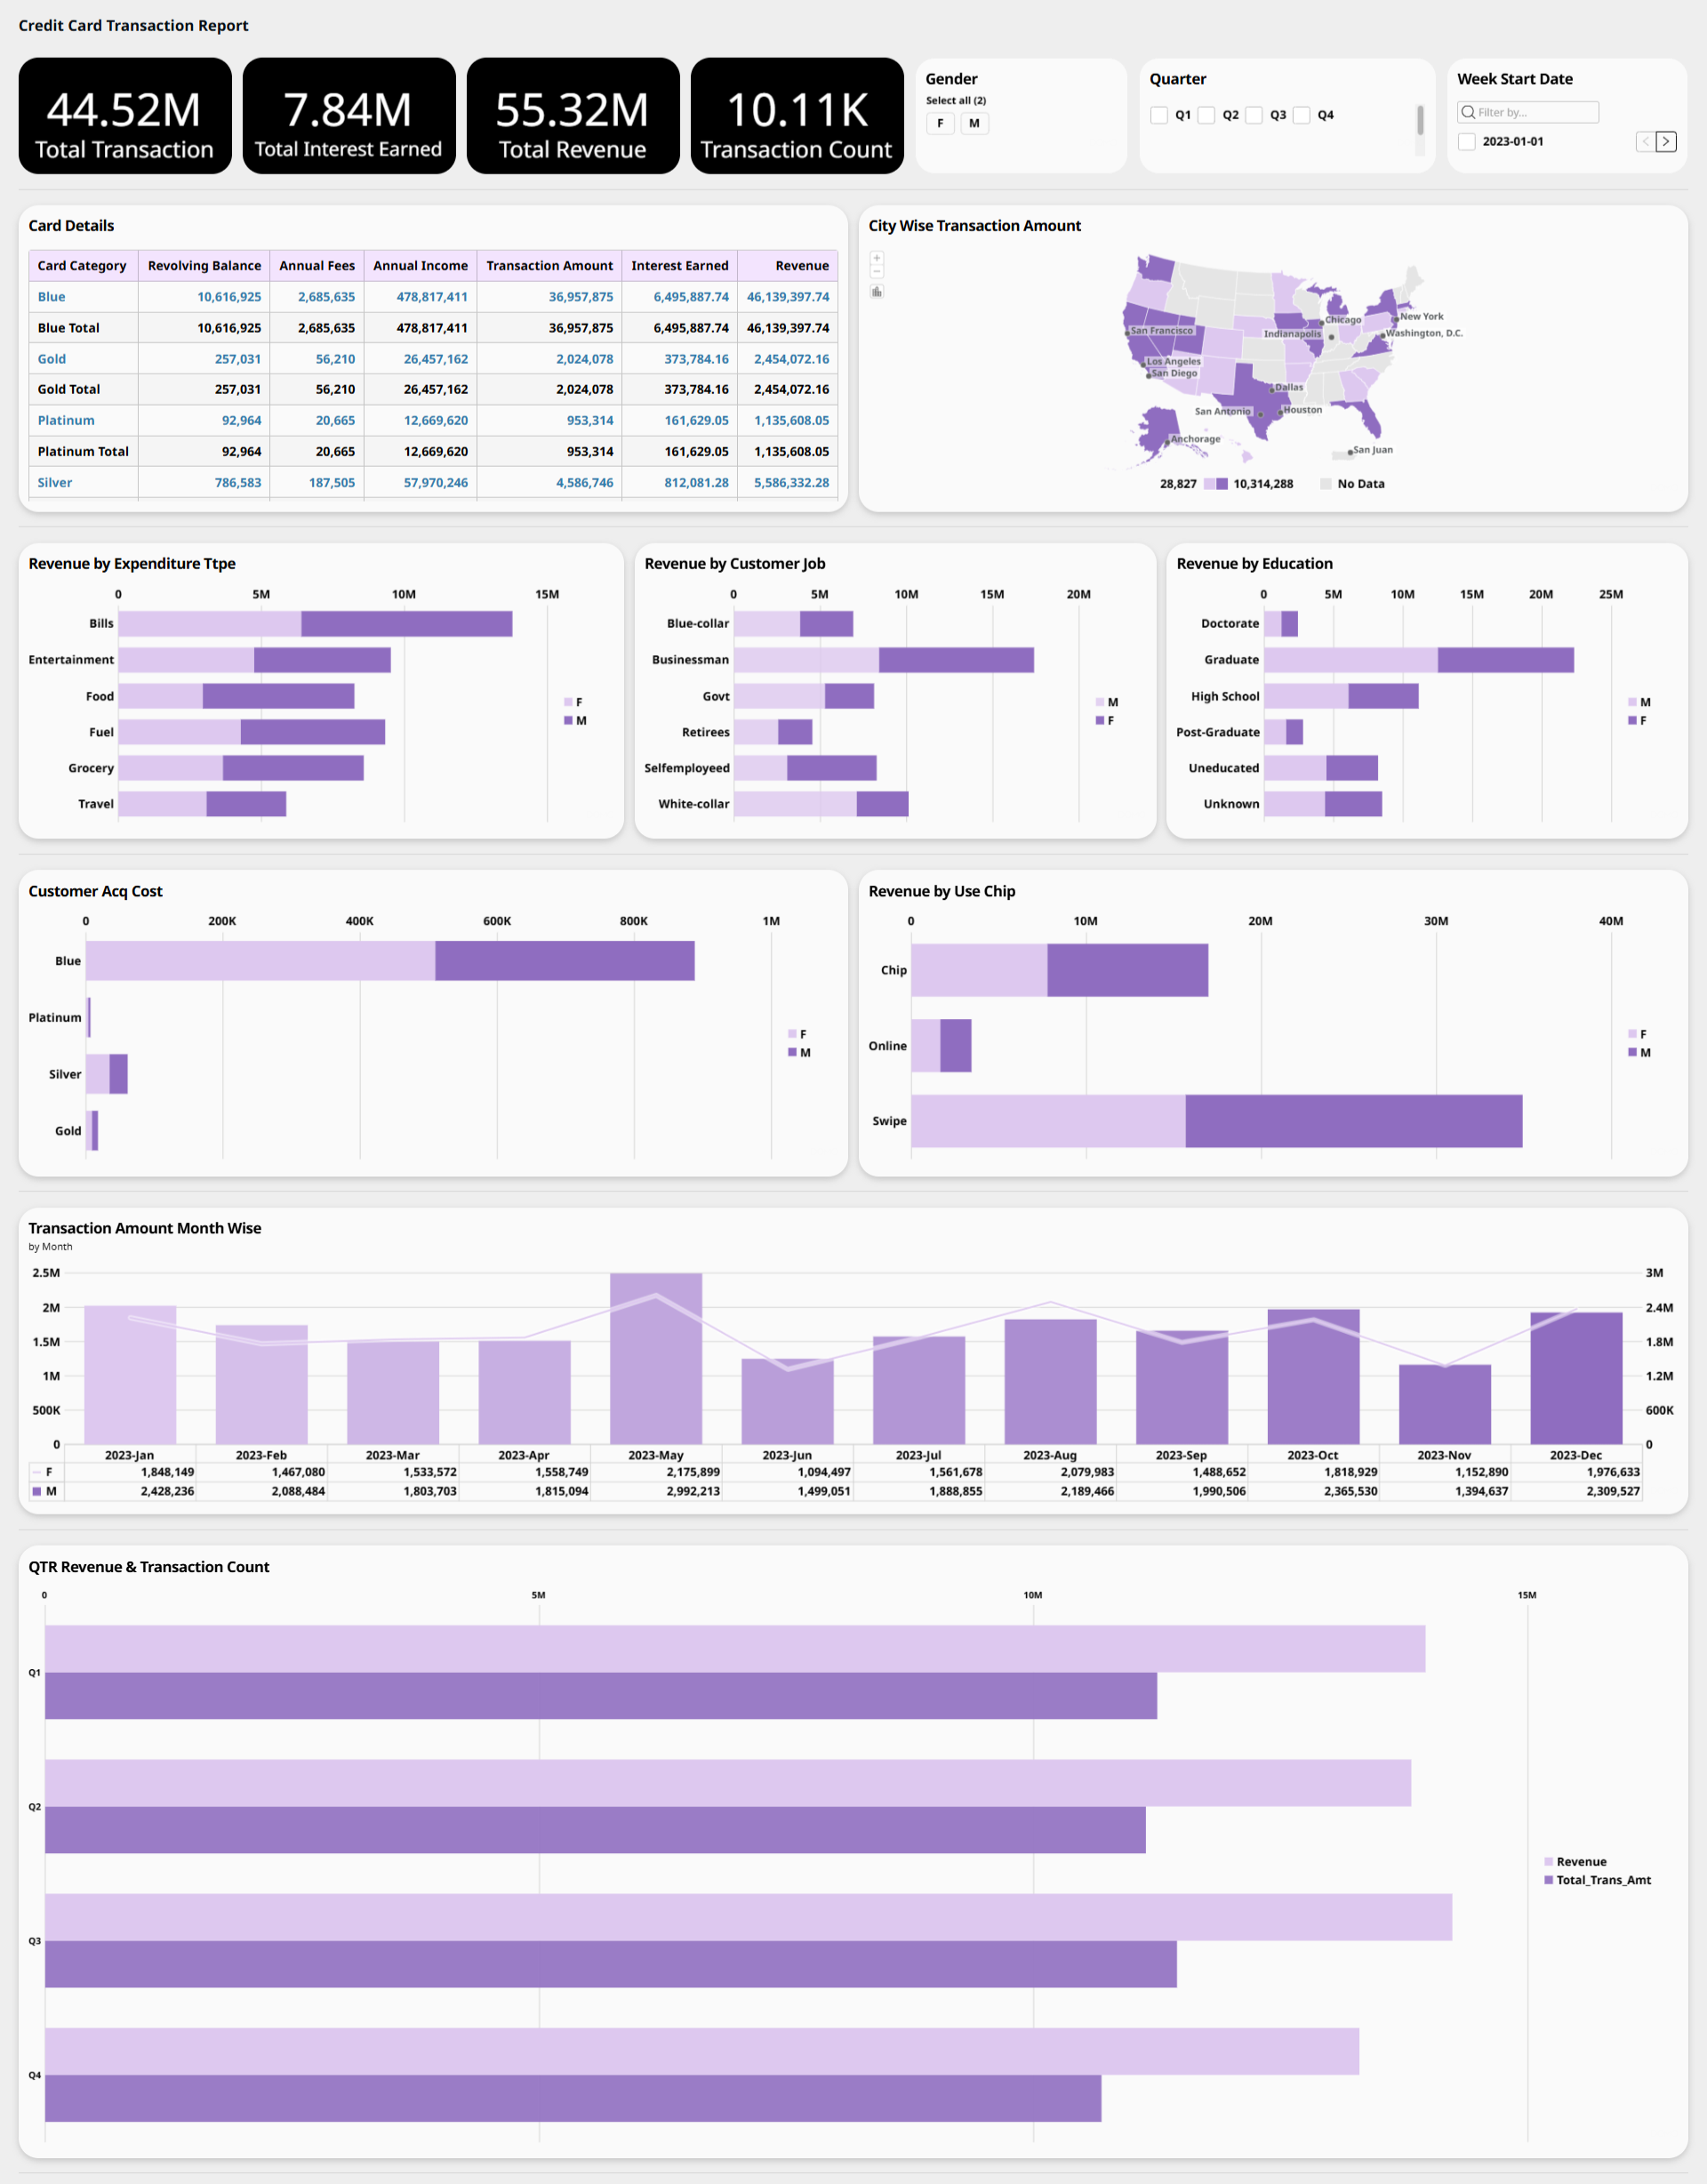 Credit Card Transaction Report
44.52M
Total Transaction
7.84M
Total Interest Earned
55.32M
Total Revenue
10.11K
Transaction Count
Gender
Select all (2)
F M
Quarter
Q1 Q2 Q3 Q4
Week Start Date
Filter by...
2023-01-01
Card Details
Card Category Revolving Balance Annual Fees Annual Income Transaction Amount Interest Earned Revenue
Blue 10,616,925 2,685,635 478,817,411 36,957,875 6,495,887.74 46,139,397.74
Blue Total 10,616,925 2,685,635 478,817,411 36,957,875 6,495,887.74 46,139,397.74
Gold 257,031 56,210 26,457,162 2,024,078 373,784.16 2,454,072.16
Gold Total 257,031 56,210 26,457,162 2,024,078 373,784.16 2,454,072.16
Platinum 92,964 20,665 12,669,620 953,314 161,629.05 1,135,608.05
Platinum Total 92,964 20,665 12,669,620 953,314 161,629.05 1,135,608.05
Silver 786,583 187,505 57,970,246 4,586,746 812,081.28 5,586,332.28
City Wise Transaction Amount
New York
Chicago
San Francisco
Indianapolis
Washington, D.C.
Los Angeles
San Diego
Dallas
San Antonio
Houston
Anchorage
San Juan
28,827 10,314,288 No Data
Revenue by Expenditure Ttpe
0 5M 10M 15M
Bills
Entertainment
Food
Fuel
Grocery
Travel
F
M
Revenue by Customer Job
0 5M 10M 15M 20M
Blue-collar
Businessman
Govt
Retirees
Selfemployeed
White-collar
M
F
Revenue by Education
0 5M 10M 15M 20M 25M
Doctorate
Graduate
High School
Post-Graduate
Uneducated
Unknown
M
F
Customer Acq Cost
0 200K 400K 600K 800K 1M
Blue
Platinum
Silver
Gold
F
M
Revenue by Use Chip
0 10M 20M 30M 40M
Chip
Online
Swipe
F
M
Transaction Amount Month Wise
by Month
2.5M 3M
2M 2.4M
1.5M 1.8M
1M 1.2M
500K 600K
0 0
2023-Jan 2023-Feb 2023-Mar 2023-Apr 2023-May 2023-Jun 2023-Jul 2023-Aug 2023-Sep 2023-Oct 2023-Nov 2023-Dec
F 1,848,149 1,467,080 1,533,572 1,558,749 2,175,899 1,094,497 1,561,678 2,079,983 1,488,652 1,818,929 1,152,890 1,976,633
M 2,428,236 2,088,484 1,803,703 1,815,094 2,992,213 1,499,051 1,888,855 2,189,466 1,990,506 2,365,530 1,394,637 2,309,527
QTR Revenue & Transaction Count
0 5M 10M 15M
Q1
Q2
Q3
Q4
Revenue
Total_Trans_Amt